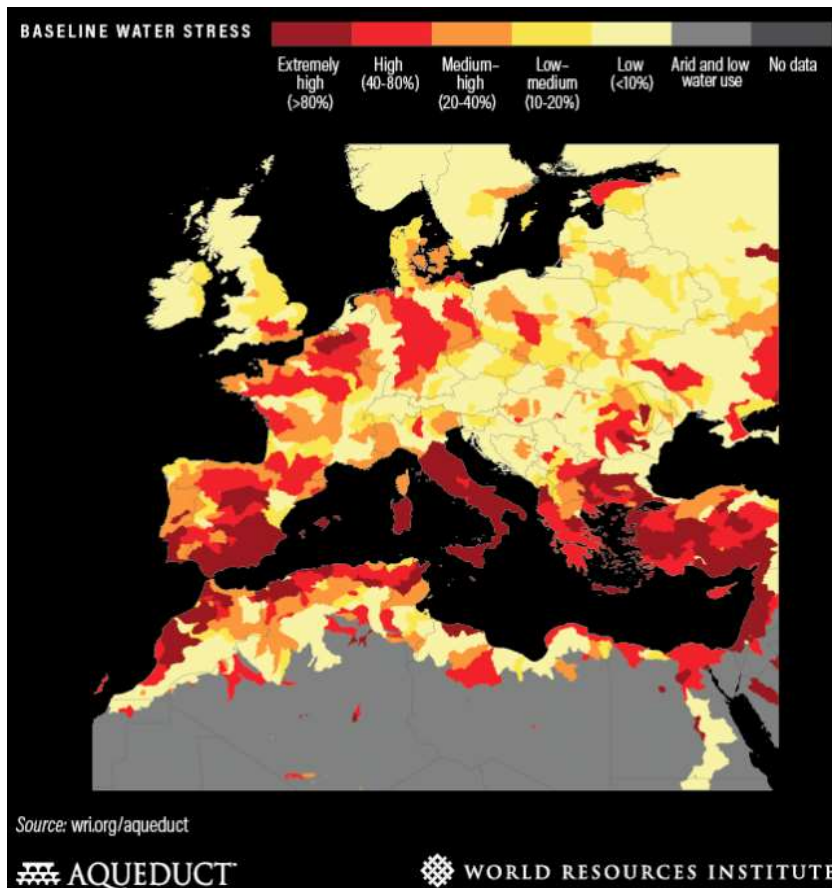 BASELINE WATER STRESS
Extremely
high
(>80%)
High
(40-80%)
Medium–
high
(20-40%)
Low–
medium
(10-20%)
Low
(<10%)
Arid and low
water use
No data
Source: wri.org/aqueduct
AQUEDUCT™
WORLD RESOURCES INSTITUTE